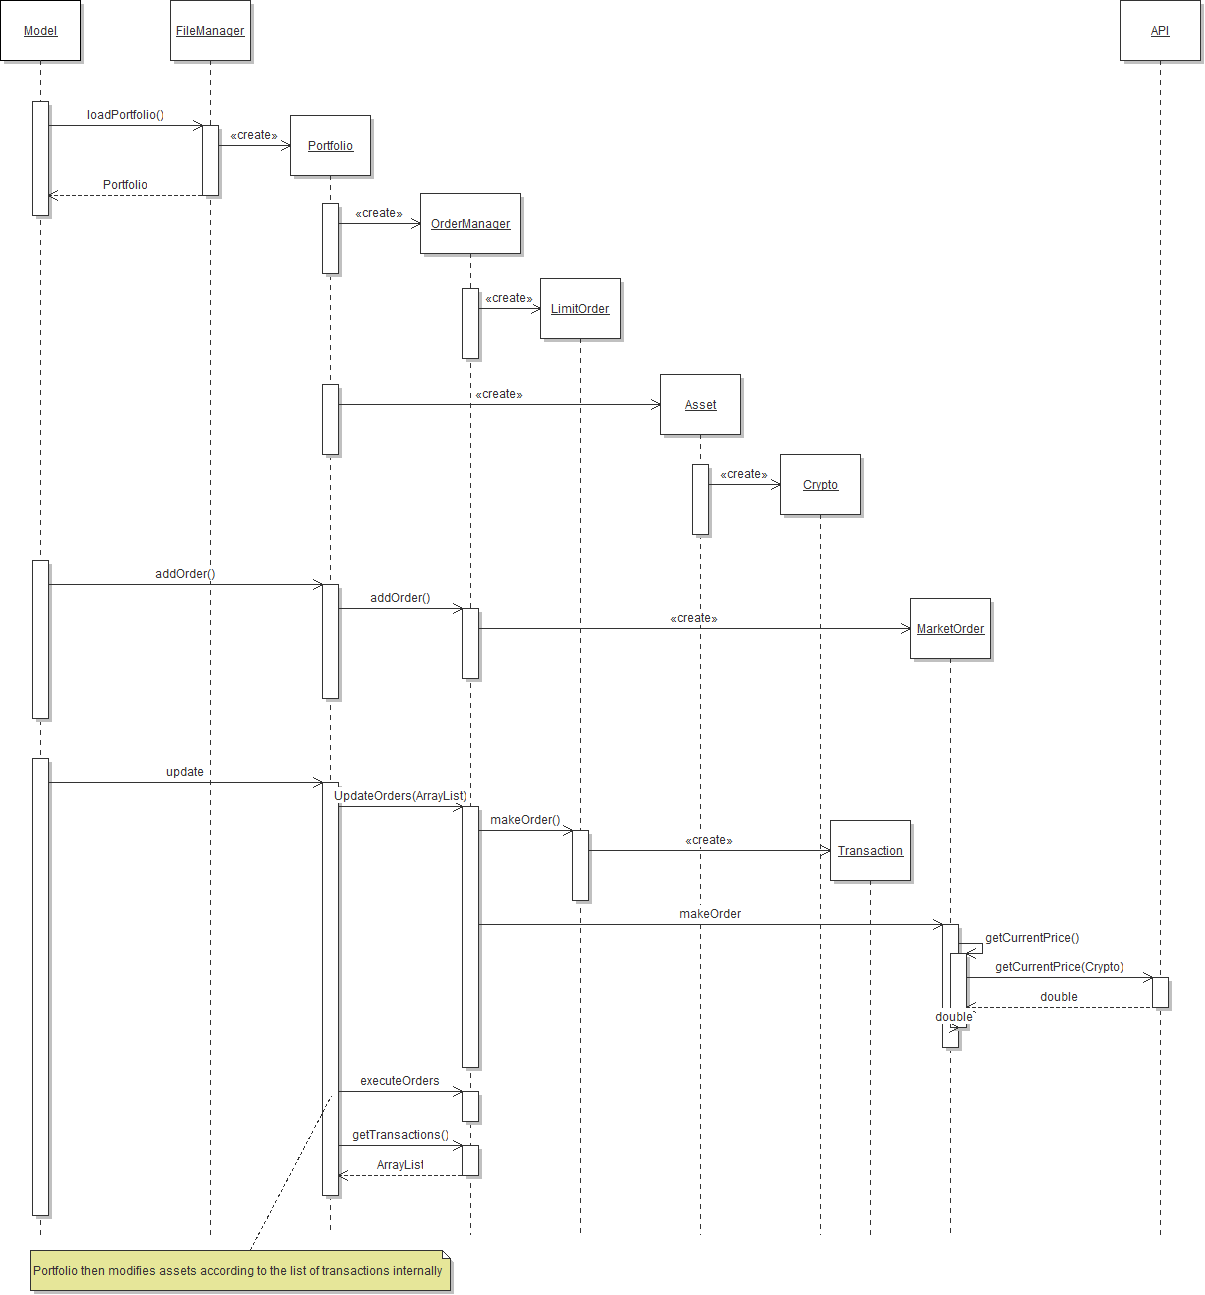 Model
FileManager
API
loadPortfolio()
«create»
Portfolio
Portfolio
«create»
OrderManager
«create»
LimitOrder
«create»
Asset
«create»
Crypto
addOrder()
addOrder()
«create»
MarketOrder
update
UpdateOrders(ArrayList)
makeOrder()
«create»
Transaction
makeOrder
getCurrentPrice()
getCurrentPrice(Crypto)
double
double
executeOrders
getTransactions()
ArrayList
Portfolio then modifies assets according to the list of transactions internally